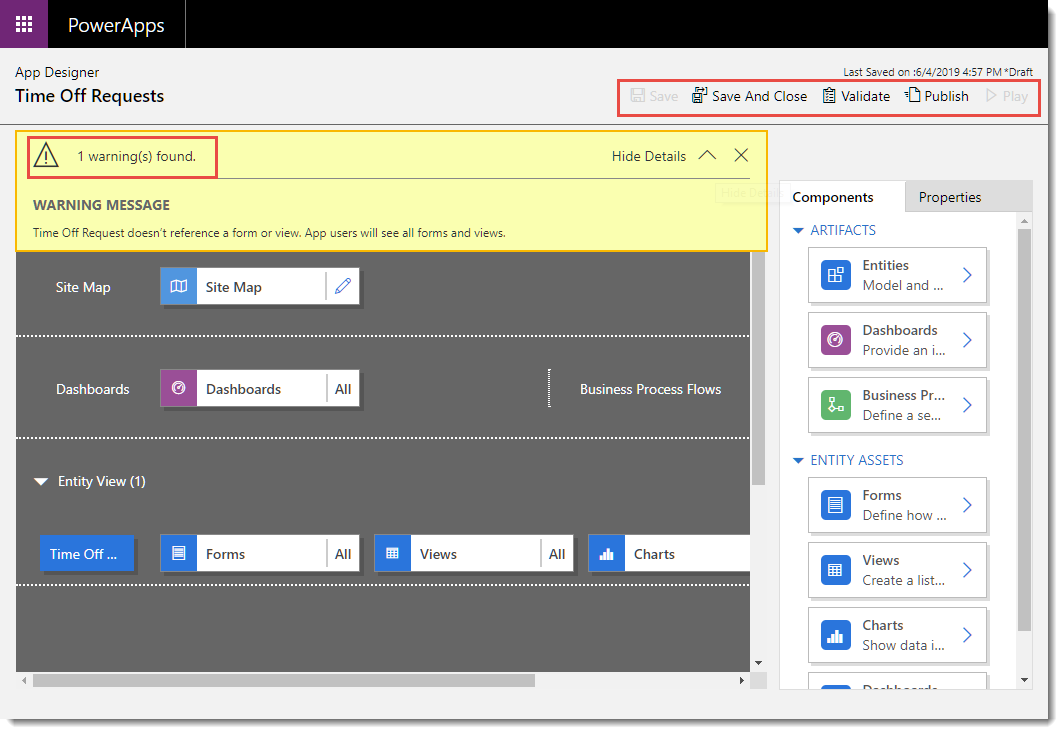 PowerApps
App Designer
Last Saved on :6/4/2019 4:57 PM *Draft
Time Off Requests
Save
Save And Close
Validate
Publish
Play
1 warning(s) found.
Hide Details
WARNING MESSAGE
Time Off Request doesn't reference a form or view. App users will see all forms and views.
Site Map
Site Map
Dashboards
Dashboards
All
Business Process Flows
Entity View (1)
Time Off ...
Forms
All
Views
All
Charts
Components
Properties
ARTIFACTS
Entities
Model and ...
Dashboards
Provide an i...
Business Pr...
Define a se...
ENTITY ASSETS
Forms
Define how ...
Views
Create a list...
Charts
Show data i...
Dashboards